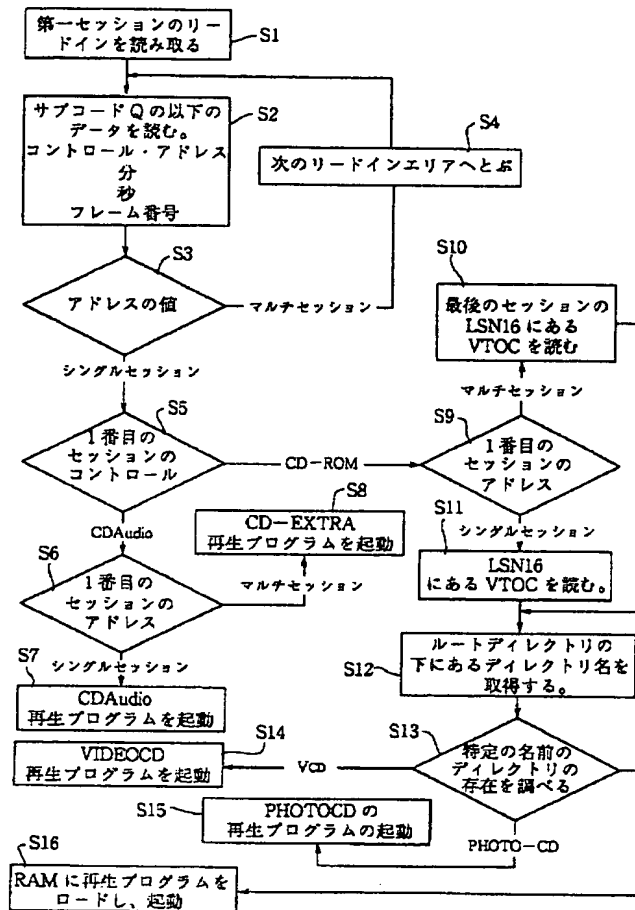 第一セッションのリー
ドインを読み取る
S1
サブコードQの以下の
データを読む。
コントロール・アドレス
分
秒
フレーム番号
S2
S4
次のリードインエリアへとぶ
S3
アドレスの値
マルチセッション
シングルセッション
S10
最後のセッションの
LSN16にある
VTOCを読む
マルチセッション
S5
1番目の
セッションの
コントロール
CD-ROM
S9
1番目の
セッションの
アドレス
CDAudio
S8
CD-EXTRA
再生プログラムを起動
S11
シングルセッション
LSN16
にあるVTOCを読む。
S6
1番目の
セッションの
アドレス
マルチセッション
シングルセッション
S7
CDAudio
再生プログラムを起動
S12
ルートディレクトリの
下にあるディレクトリ名を
取得する。
S13
特定の名前の
ディレクトリの
存在を調べる
S14
VIDEOCD
再生プログラムを起動
VCD
S15
PHOTOCDの
再生プログラムの起動
PHOTO-CD
S16
RAMに再生プログラムを
ロードし、起動